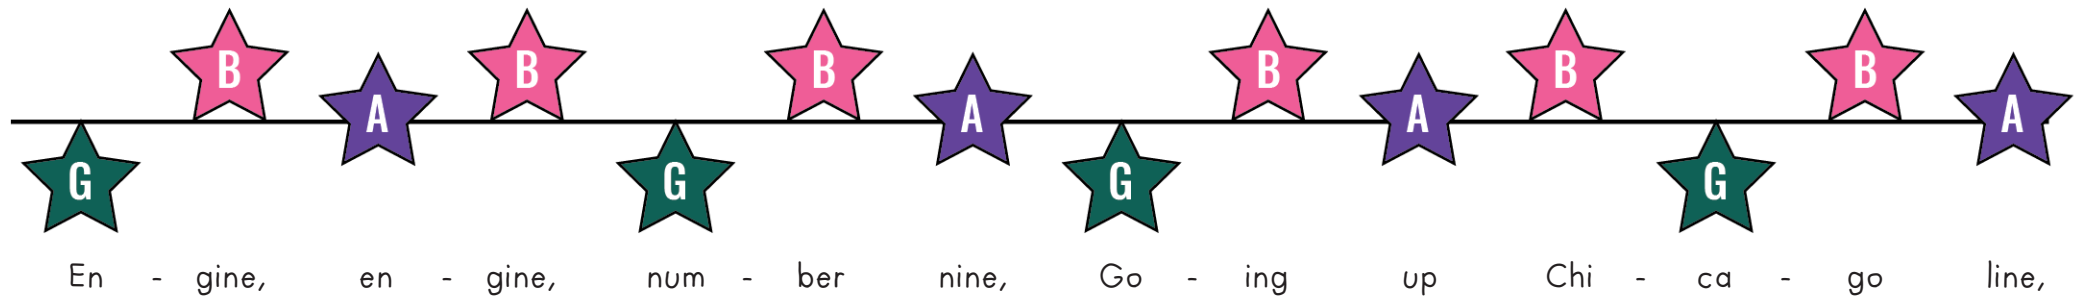 G B A B G B A G B A B G B A
En - gine, en - gine, num - ber nine, Go - ing up Chi - ca - go line,